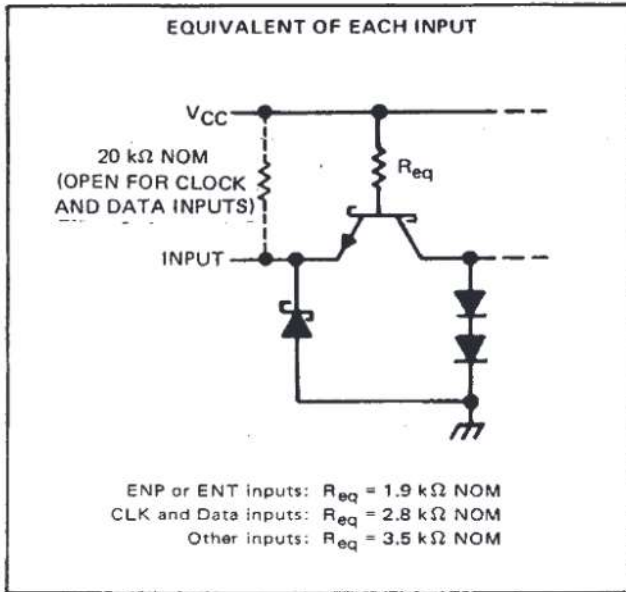 EQUIVALENT OF EACH INPUT
VCC
20 kΩ NOM
(OPEN FOR CLOCK
AND DATA INPUTS)
Req
INPUT
ENP or ENT inputs: Req = 1.9 kΩ NOM
CLK and Data inputs: Req = 2.8 kΩ NOM
Other inputs: Req = 3.5 kΩ NOM